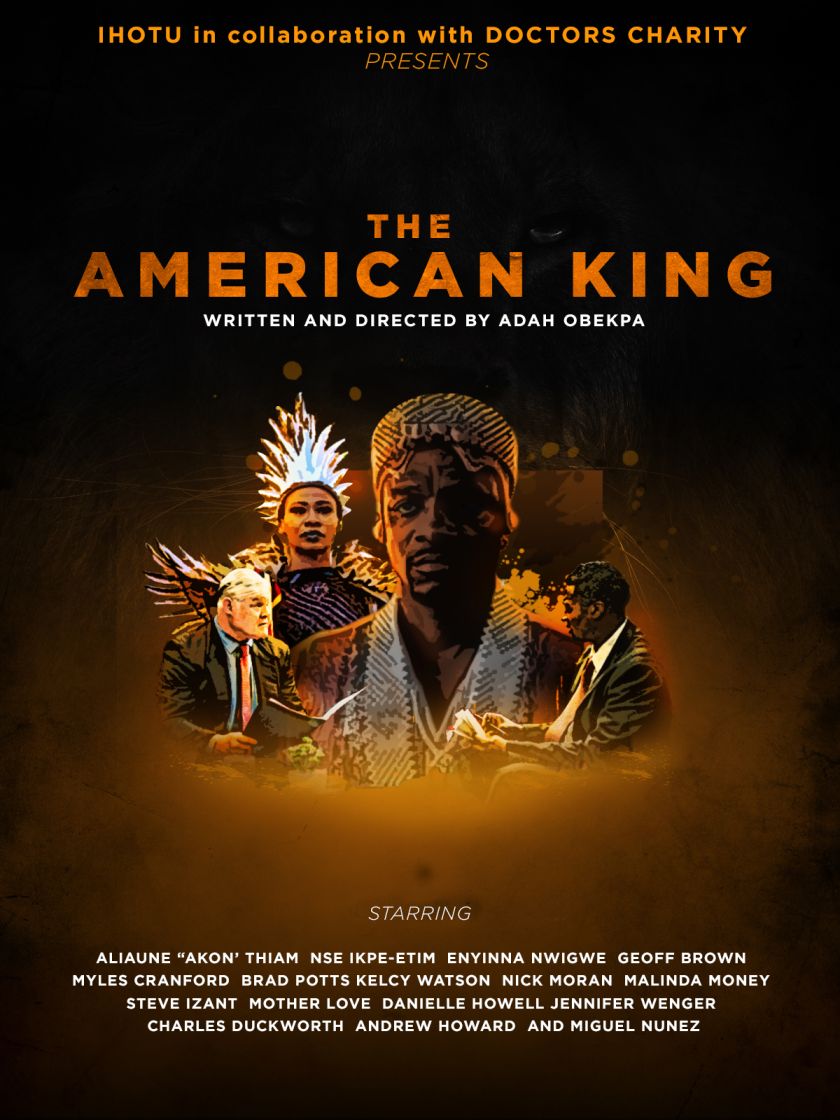 IHOTU in collaboration with DOCTORS CHARITY
PRESENTS
THE
AMERICAN KING
WRITTEN AND DIRECTED BY ADAH OBEKPA
STARRING
ALIAUNE “AKON’ THIAM NSE IKPE-ETIM ENYINNA NWIGWE GEOFF BROWN
MYLES CRANFORD BRAD POTTS KELCY WATSON NICK MORAN MALINDA MONEY
STEVE IZANT MOTHER LOVE DANIELLE HOWELL JENNIFER WENGER
CHARLES DUCKWORTH ANDREW HOWARD AND MIGUEL NUNEZ